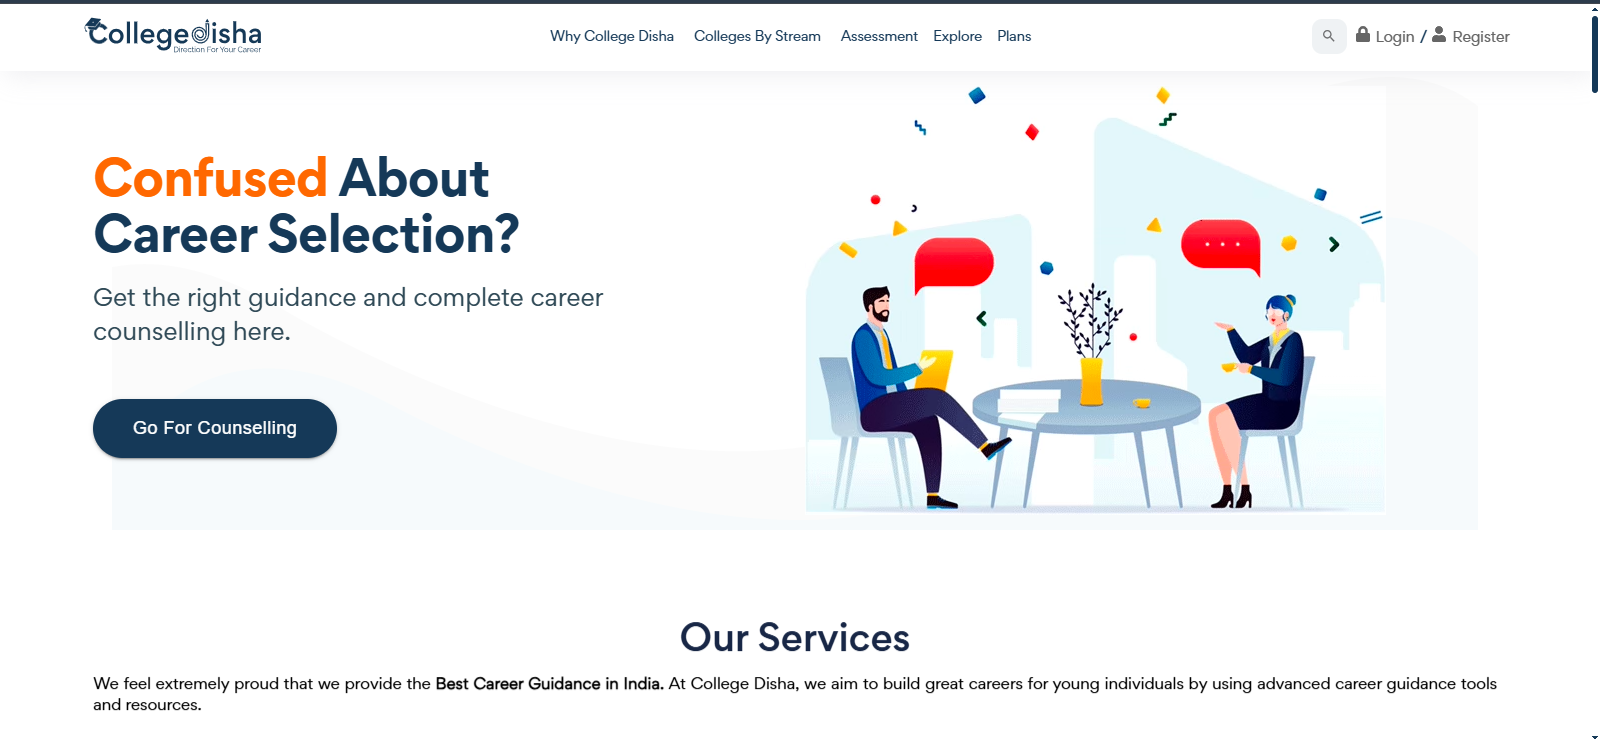 Collegedisha
Direction For Your Career
Why College Disha Colleges By Stream Assessment Explore Plans
Login / Register
Confused About
Career Selection?
Get the right guidance and complete career
counselling here.
Go For Counselling
Our Services
We feel extremely proud that we provide the Best Career Guidance in India. At College Disha, we aim to build great careers for young individuals by using advanced career guidance tools
and resources.